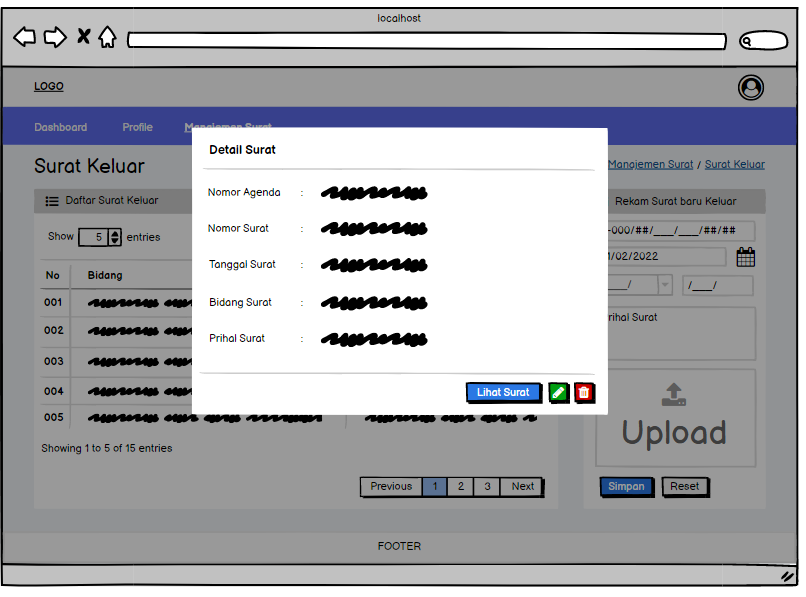 localhost
LOGO
Dashboard Profile Manajemen Surat
Surat Keluar
Manajemen Surat / Surat Keluar
Daftar Surat Keluar
Rekam Surat baru Keluar
Show 5 entries
No Bidang
001
002
003
004
005
Showing 1 to 5 of 15 entries
Previous 1 2 3 Next
Detail Surat
Nomor Agenda :
Nomor Surat :
Tanggal Surat :
Bidang Surat :
Prihal Surat :
Lihat Surat
-000/##/___/___/##/##
/02/2022
___/ /___/
rihal Surat
Upload
Simpan Reset
FOOTER